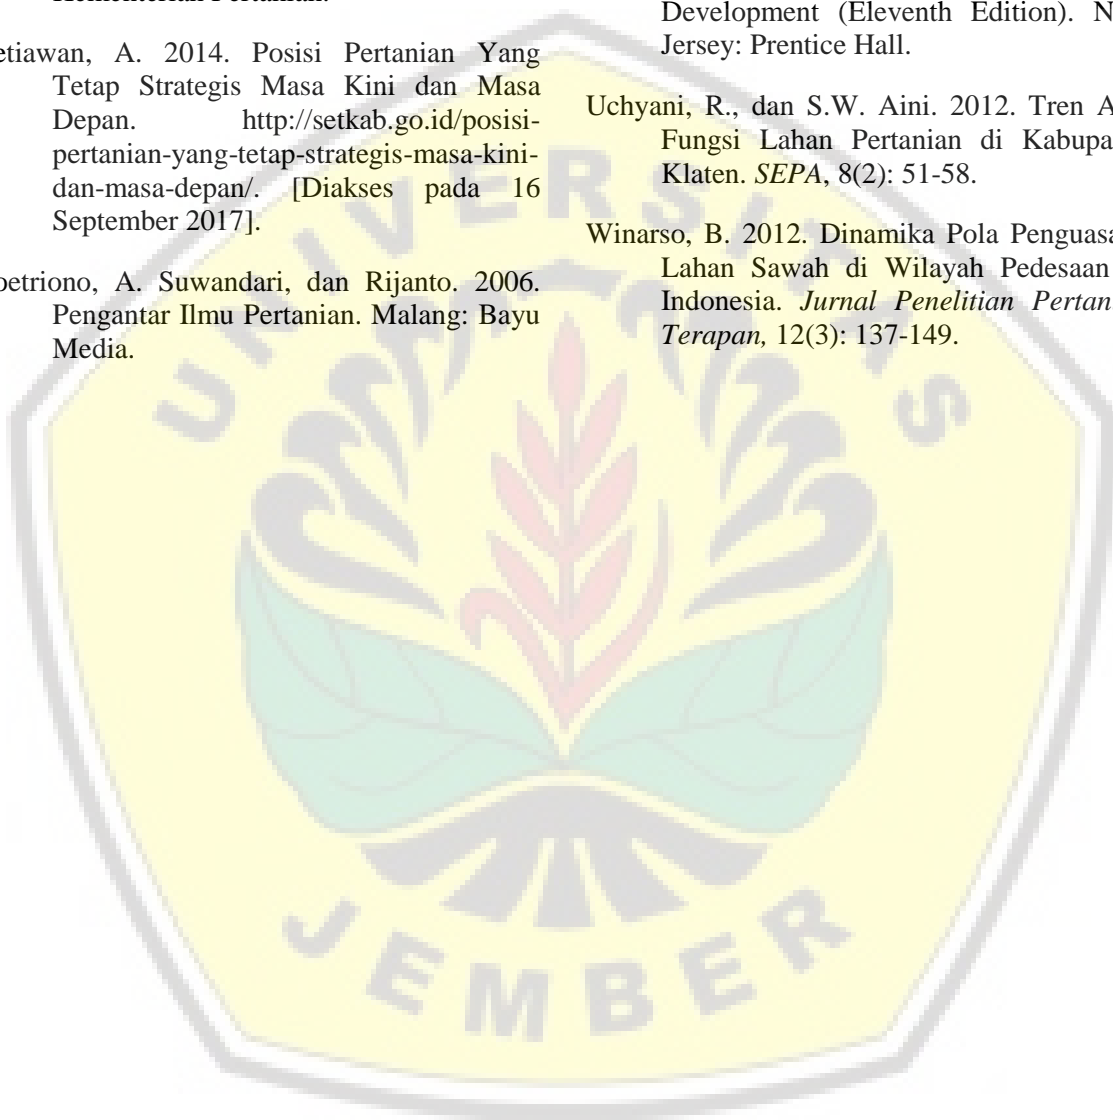 Kementerian Pertanian.
etiawan, A. 2014. Posisi Pertanian Yang
Tetap Strategis Masa Kini dan Masa
Depan. http://setkab.go.id/posisi-
pertanian-yang-tetap-strategis-masa-kini-
dan-masa-depan/. [Diakses pada 16
September 2017].
oetriono, A. Suwandari, dan Rijanto. 2006.
Pengantar Ilmu Pertanian. Malang: Bayu
Media.
Development (Eleventh Edition). N
Jersey: Prentice Hall.
Uchyani, R., dan S.W. Aini. 2012. Tren A
Fungsi Lahan Pertanian di Kabupa
Klaten. SEPA, 8(2): 51-58.
Winarso, B. 2012. Dinamika Pola Penguasa
Lahan Sawah di Wilayah Pedesaan
Indonesia. Jurnal Penelitian Pertan
Terapan, 12(3): 137-149.
UNIVERSITAS
JEMBER